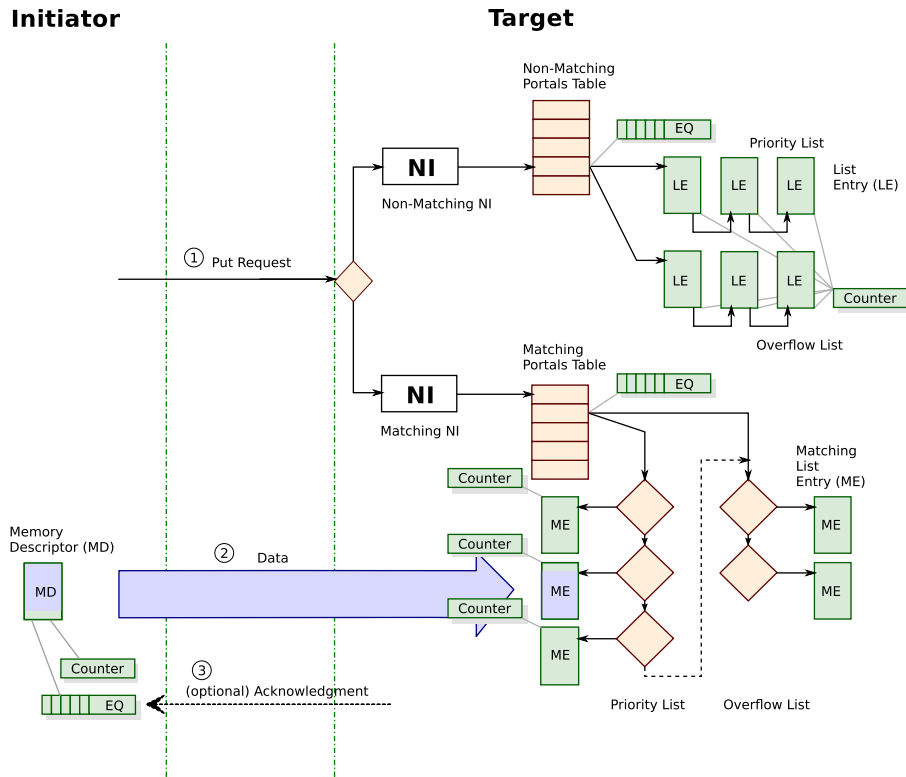 Initiator
Target
Non-Matching
Portals Table
EQ
Priority List
NI
LE
LE
LE
List
Entry (LE)
Non-Matching NI
1
Put Request
LE
LE
LE
Counter
Overflow List
Matching
Portals Table
EQ
NI
Matching NI
Matching
List
Entry (ME)
Counter
ME
ME
Memory
Descriptor (MD)
2
Data
Counter
MD
ME
ME
Counter
ME
3
Counter
(optional) Acknowledgment
EQ
Priority List
Overflow List